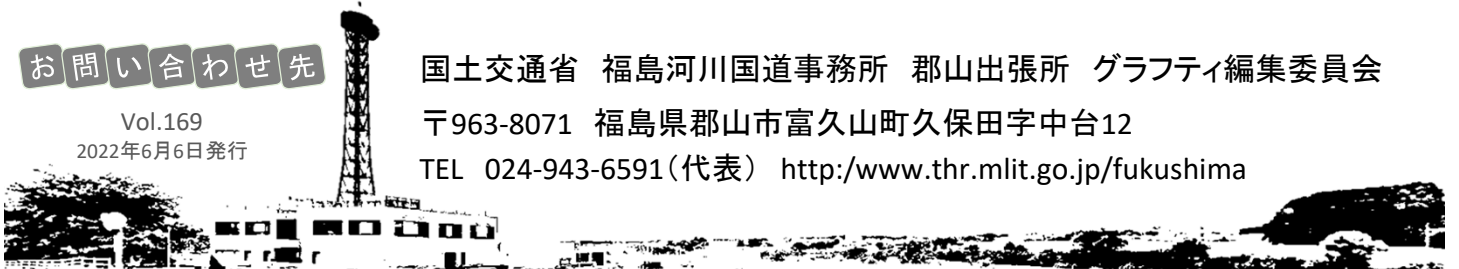 お問い合わせ先
Vol.169
2022年6月6日発行
国土交通省　福島河川国道事務所　郡山出張所　グラフティ編集委員会
〒963-8071　福島県郡山市富久山町久保田字中台12
TEL　024-943-6591（代表）　http:/www.thr.mlit.go.jp/fukushima